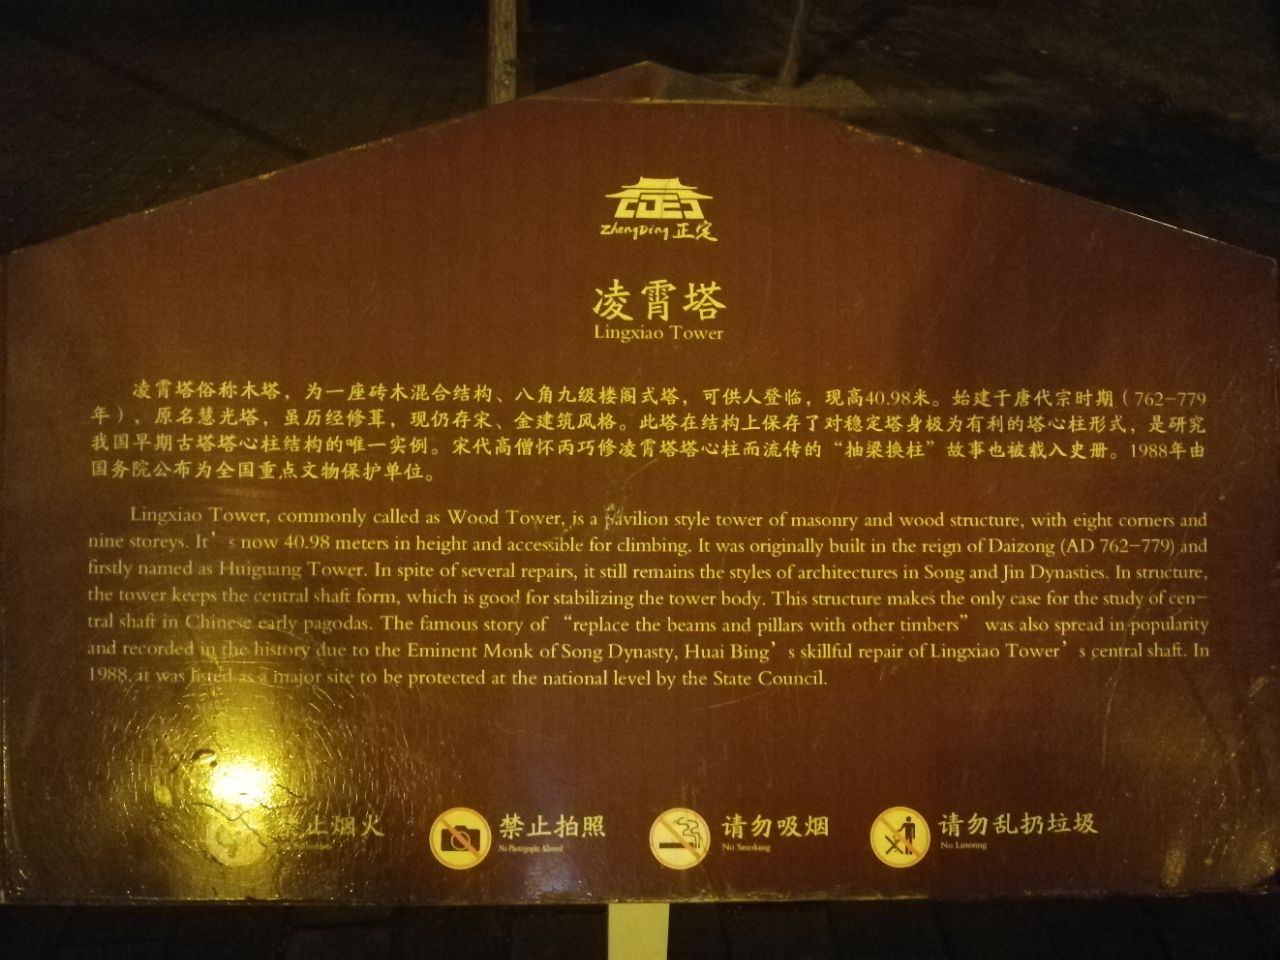 ZhengDing 正定
凌霄塔
Lingxiao Tower
凌霄塔俗称木塔，为一座砖木混合结构、八角九级楼阁式塔，可供人登临，现高40.98米。始建于唐代宗时期（762-779
年），原名慧光塔，虽历经修葺，现仍存宋、金建筑风格。此塔在结构上保存了对稳定塔身极为有利的塔心柱形式，是研究
我国早期古塔塔心柱结构的唯一实例。宋代高僧怀丙巧修凌霄塔塔心柱而流传的“抽梁换柱”故事也被载入史册。1988年由
国务院公布为全国重点文物保护单位。
Lingxiao Tower, commonly called as Wood Tower, is a pavilion style tower of masonry and wood structure, with eight corners and
nine storeys. It’s now 40.98 meters in height and accessible for climbing. It was originally built in the reign of Daizong (AD 762-779) and
firstly named as Huiguang Tower. In spite of several repairs, it still remains the styles of architectures in Song and Jin Dynasties. In structure,
the tower keeps the central shaft form, which is good for stabilizing the tower body. This structure makes the only case for the study of cen-
tral shaft in Chinese early pagodas. The famous story of “replace the beams and pillars with other timbers” was also spread in popularity
and recorded in the history due to the Eminent Monk of Song Dynasty, Huai Bing’s skillful repair of Lingxiao Tower’s central shaft. In
1988, it was listed as a major site to be protected at the national level by the State Council.
禁止烟火
禁止拍照
No Photographs Allowed
请勿吸烟
No Smoking
请勿乱扔垃圾
No Littering